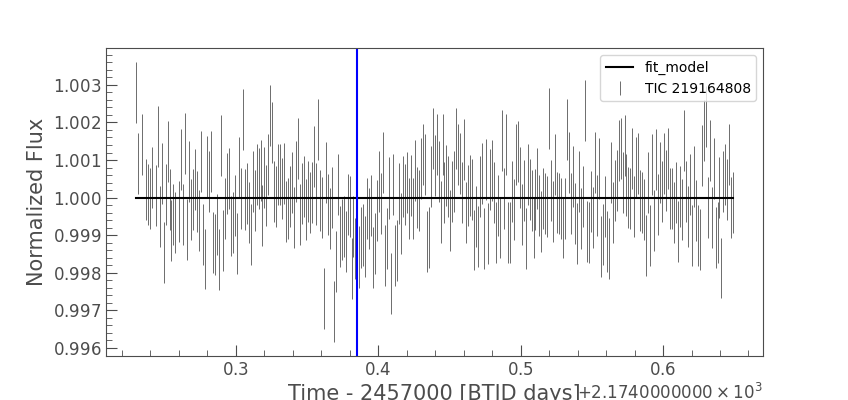 fit_model
TIC 219164808
Normalized Flux
1.003
1.002
1.001
1.000
0.999
0.998
0.997
0.996
0.3
0.4
0.5
0.6
Time - 2457000 [BTJD days]
+2.1740000000 × 10³